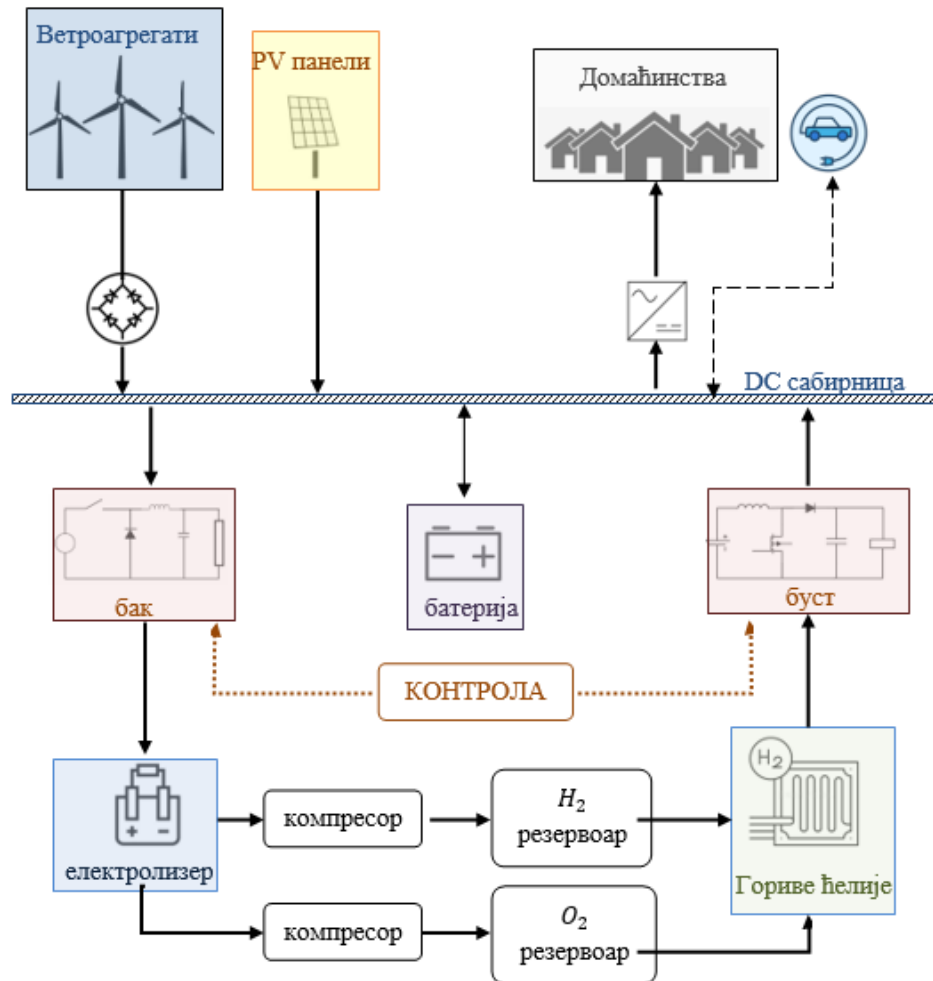 Ветроагрегати
PV панели
Домаћинства
DC сабирница
бак
батерија
буст
КОНТРОЛА
H₂
електролизер
компресор
H₂
резервоар
Гориве ћелије
компресор
O₂
резервоар